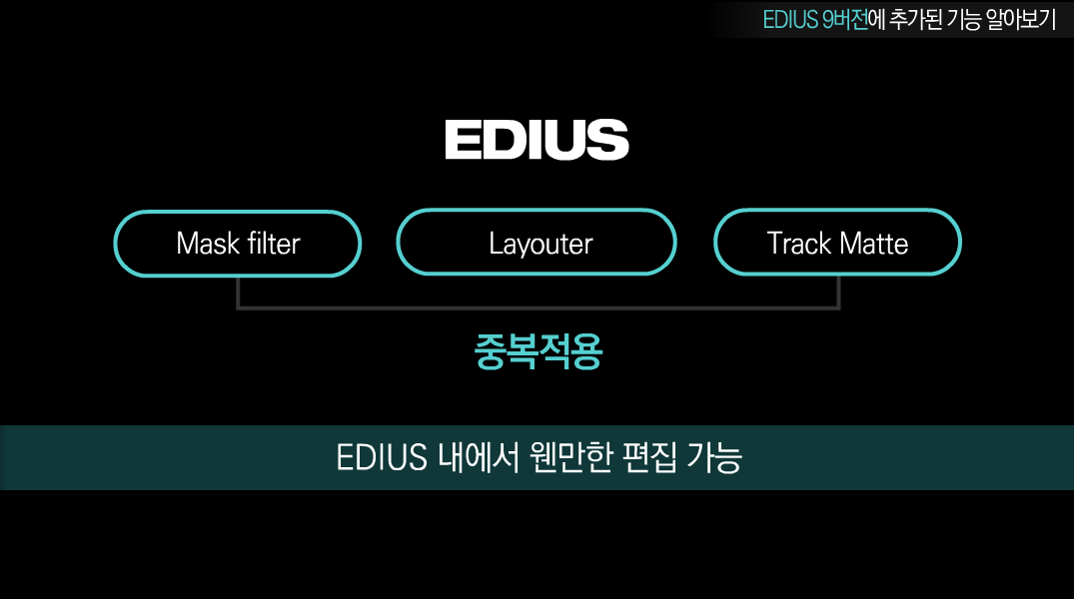 EDIUS 9버전에 추가된 기능 알아보기
EDIUS
Mask filter
Layouter
Track Matte
중복적용
EDIUS 내에서 웬만한 편집 가능